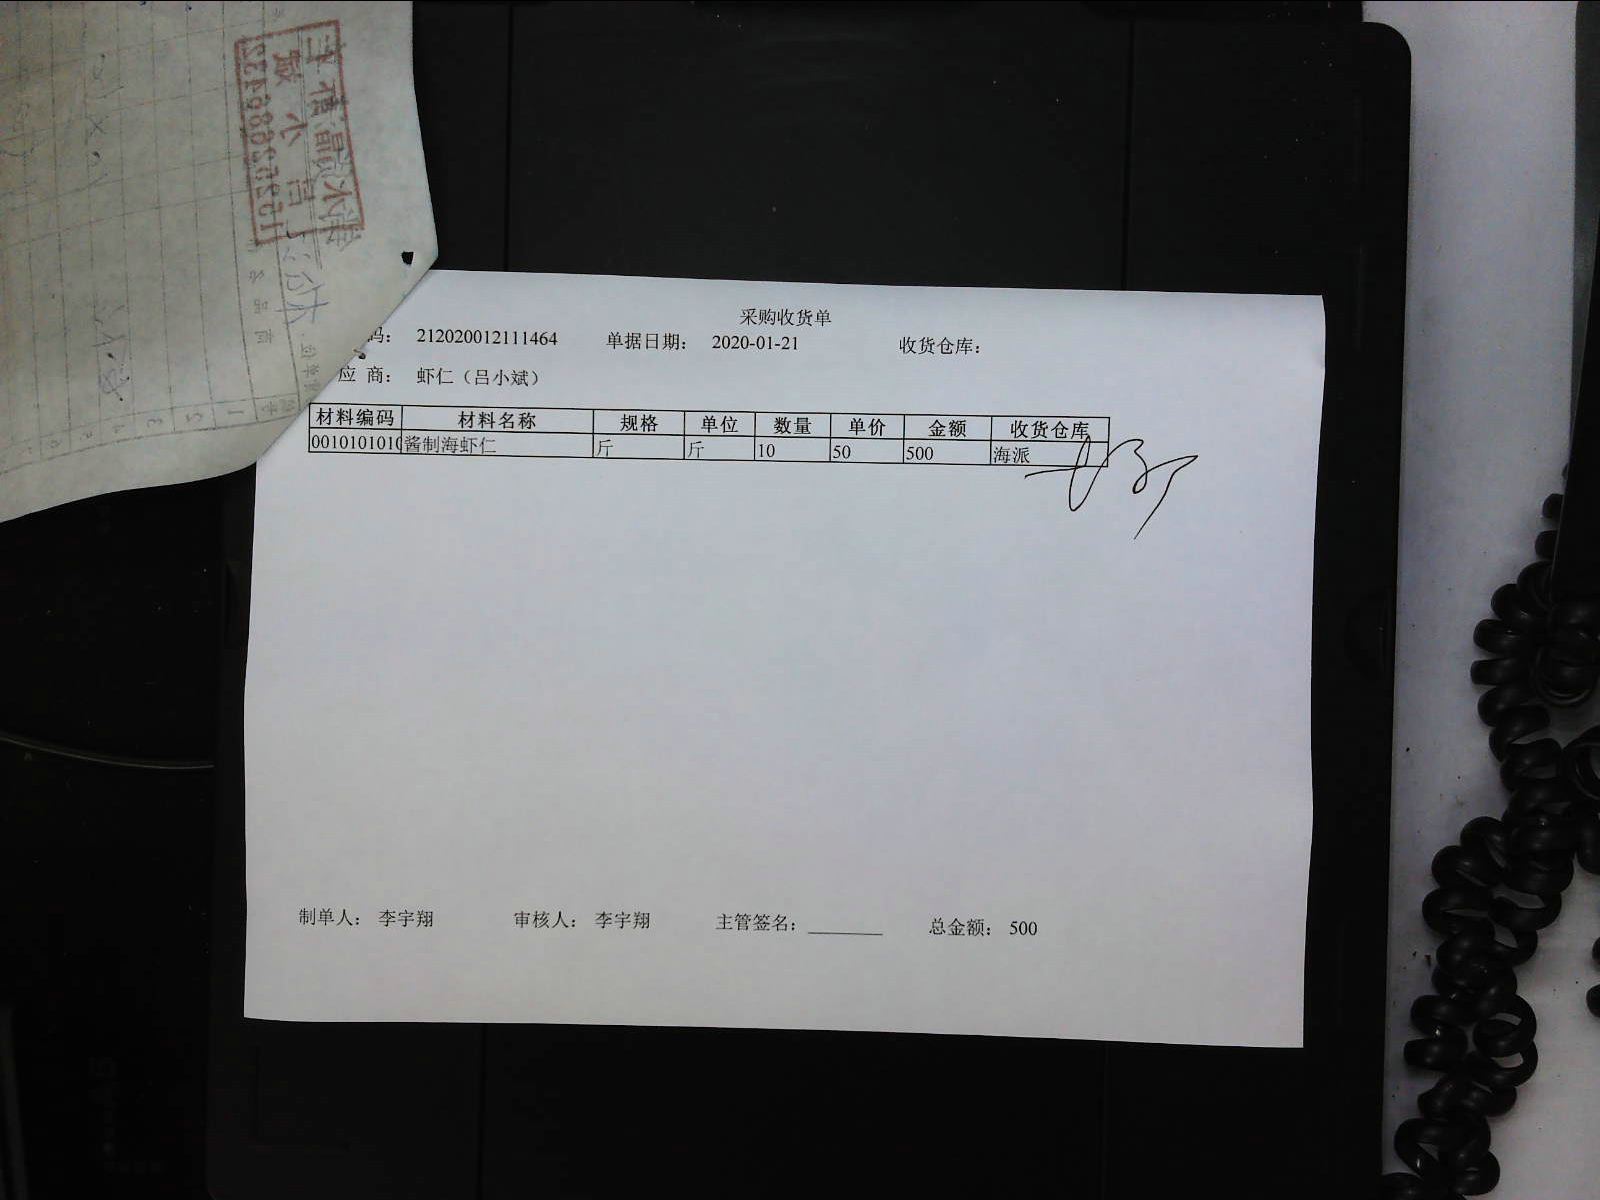 采购收货单
码： 212020012111464 单据日期： 2020-01-21 收货仓库：
应 商： 虾仁（吕小斌）
材料编码 材料名称 规格 单位 数量 单价 金额 收货仓库
0010101010 酱制海虾仁 斤 斤 10 50 500 海派
制单人： 李宇翔 审核人： 李宇翔 主管签名：________ 总金额： 500